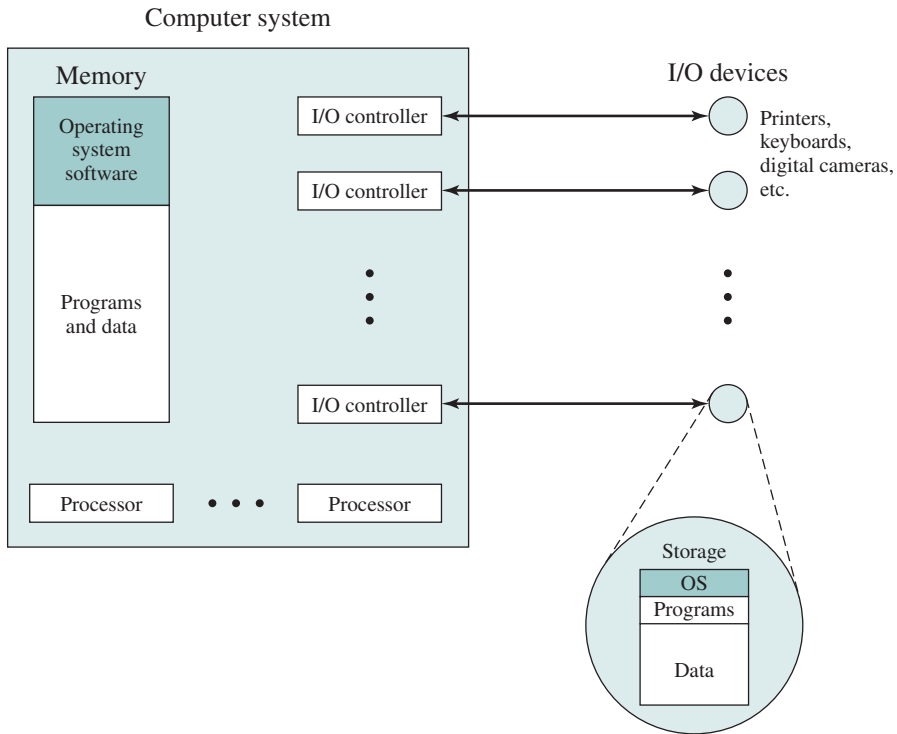 Computer system
Memory
Operating
system
software
Programs
and data
I/O controller
I/O controller
I/O controller
Processor
Processor
I/O devices
Printers,
keyboards,
digital cameras,
etc.
Storage
OS
Programs
Data